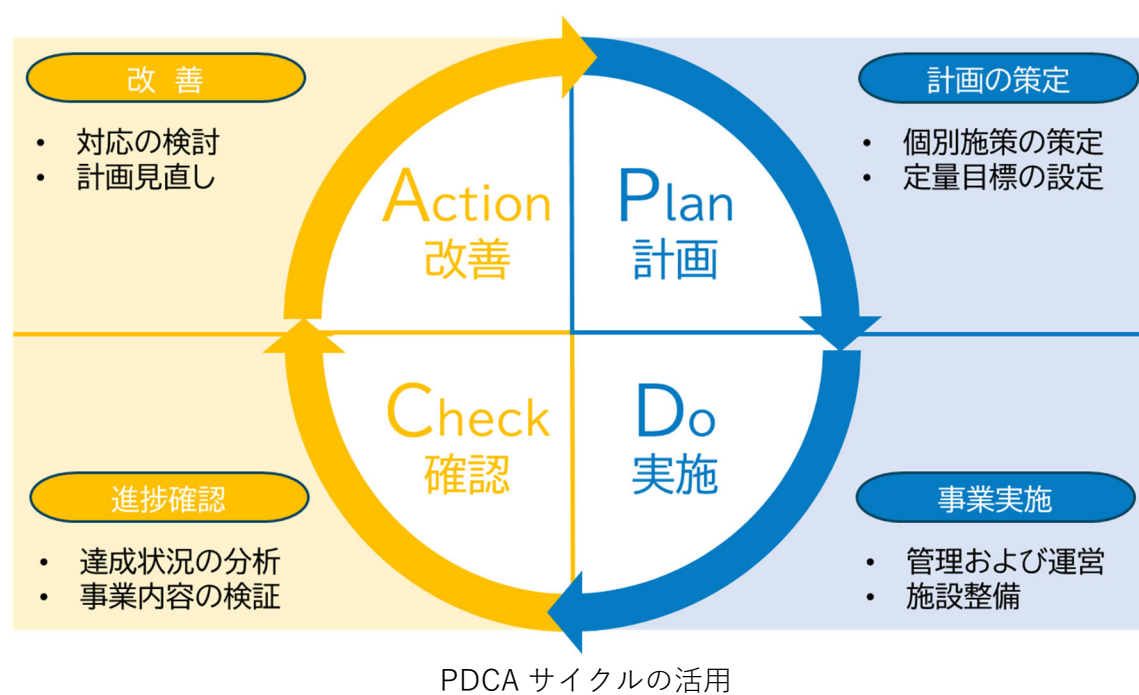 改 善
• 対応の検討
• 計画見直し
Action
改善
Plan
計画
計画の策定
• 個別施策の策定
• 定量目標の設定
進捗確認
• 達成状況の分析
• 事業内容の検証
Check
確認
Do
実施
事業実施
• 管理および運営
• 施設整備
PDCA サイクルの活用